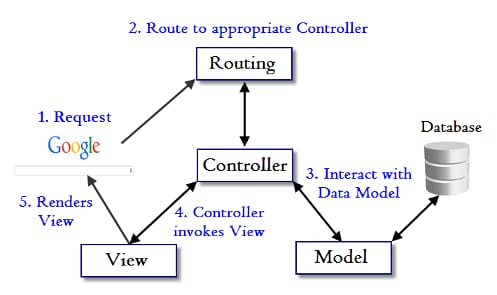 2. Route to appropriate Controller
Routing
1. Request
Google
Database
Controller
3. Interact with
Data Model
5. Renders
View
4. Controller
invokes View
View
Model